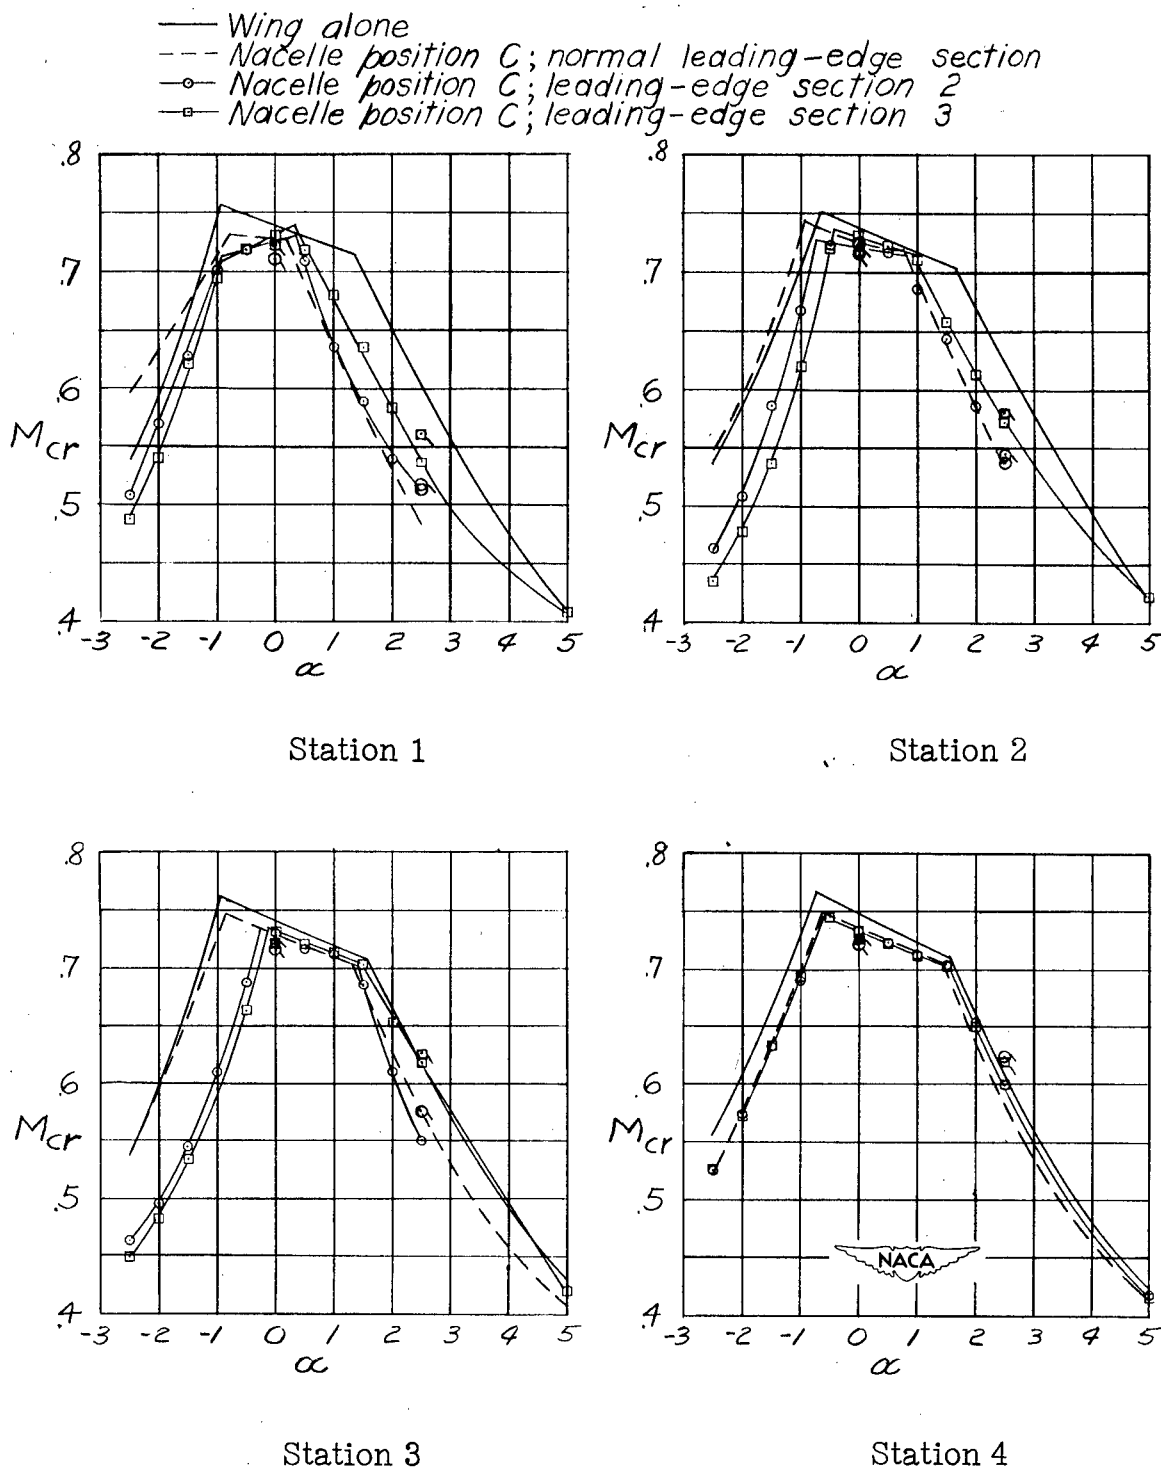 Wing alone
Nacelle position C; normal leading-edge section
Nacelle position C; leading-edge section 2
Nacelle position C; leading-edge section 3
.8
.7
.6
Mcr
.5
.4
-3 -2 -1 0 1 2 3 4 5
α
Station 1
.8
.7
.6
Mcr
.5
.4
-3 -2 -1 0 1 2 3 4 5
α
Station 2
.8
.7
.6
Mcr
.5
.4
-3 -2 -1 0 1 2 3 4 5
α
Station 3
.8
.7
.6
Mcr
.5
NACA
.4
-3 -2 -1 0 1 2 3 4 5
α
Station 4